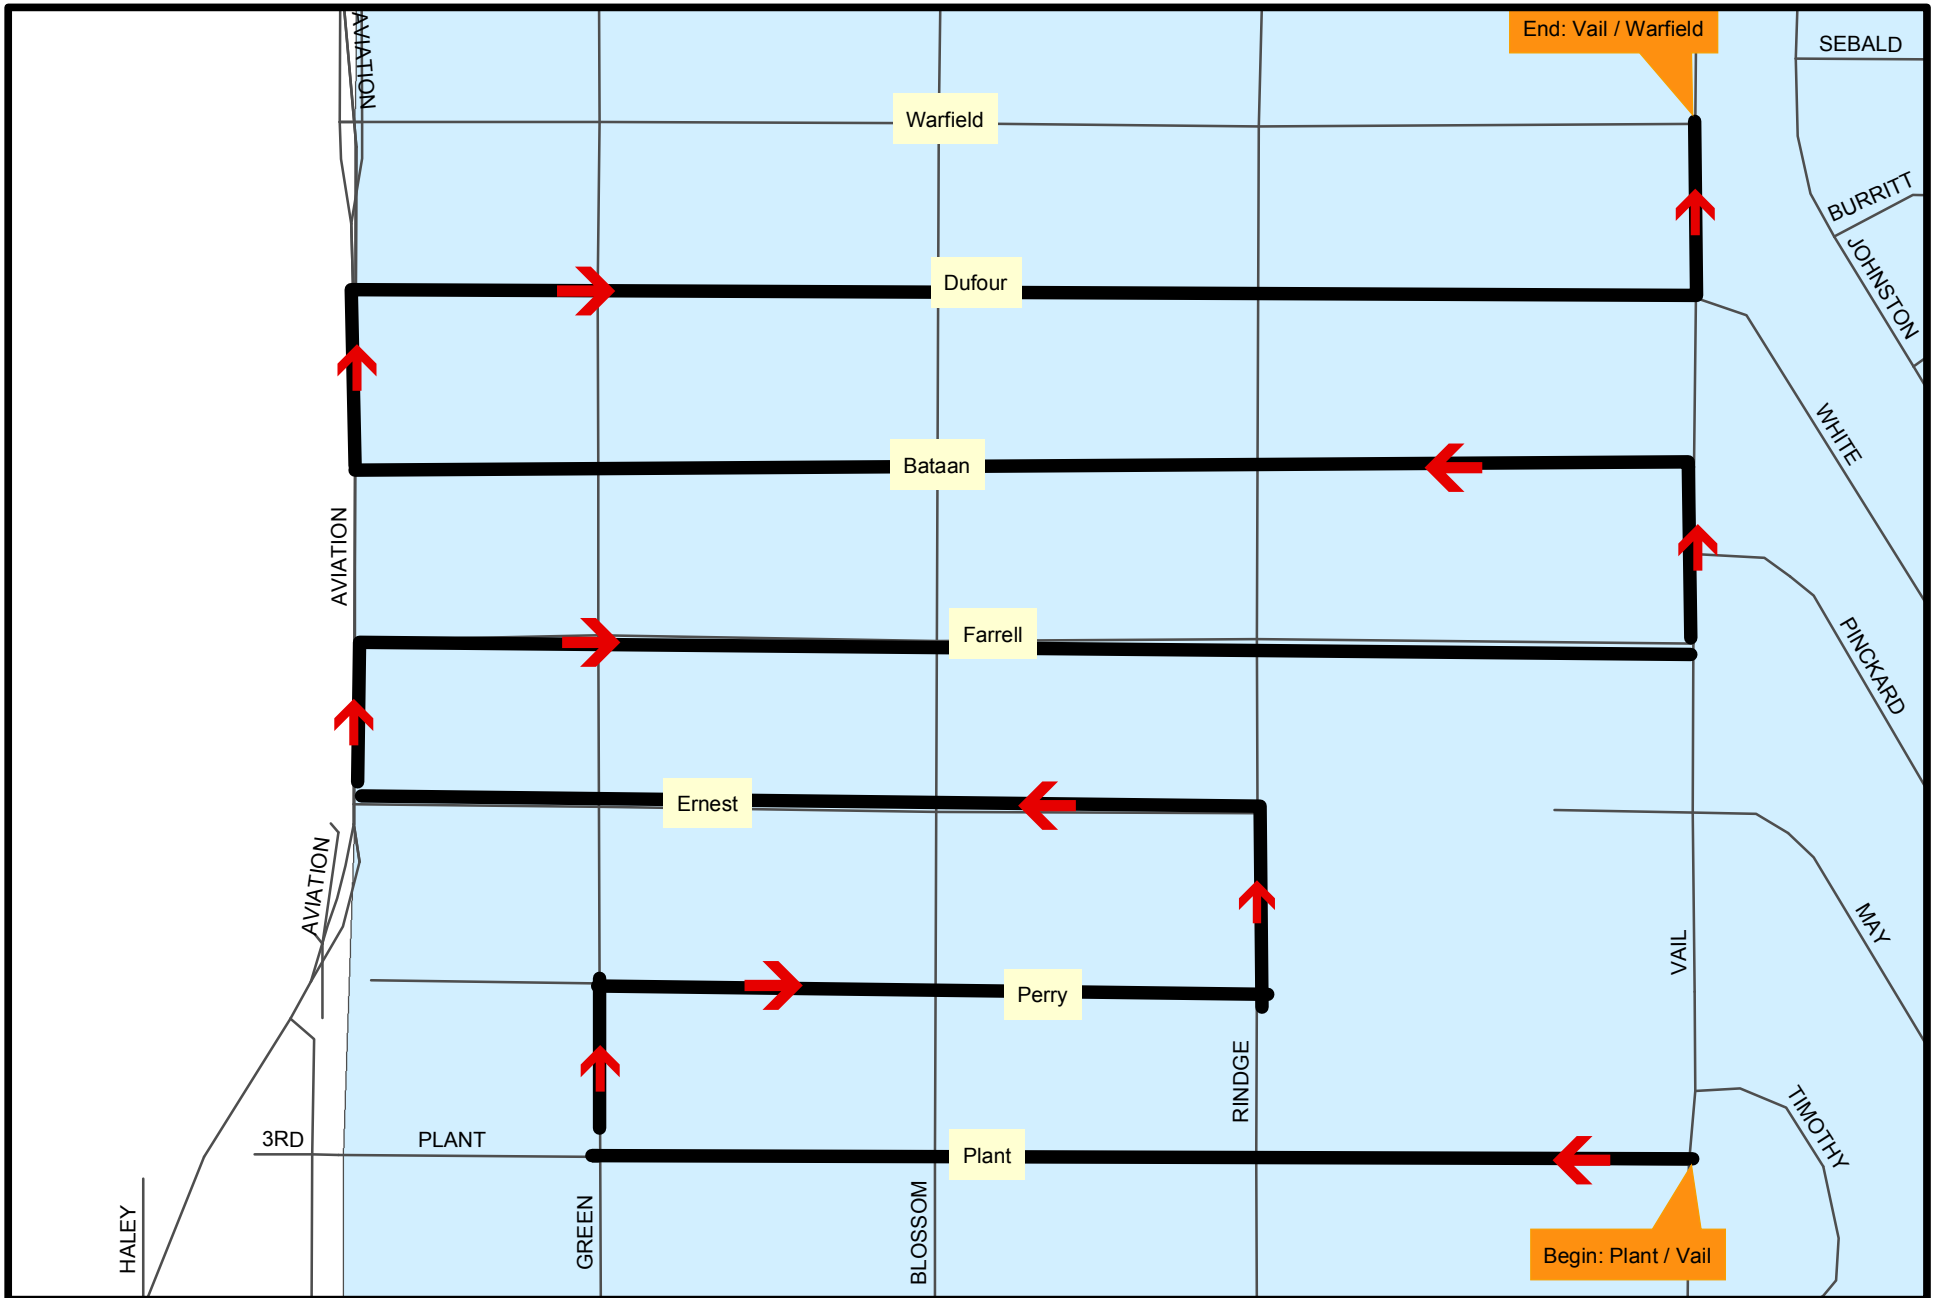 End: Vail / Warfield
AVIATION
SEBALD
Warfield
BURRITT
JOHNSTON
Dufour
WHITE
Bataan
AVIATION
Farrell
PINCKARD
Ernest
AVIATION
MAY
VAIL
Perry
RINDGE
TIMOTHY
3RD
PLANT
Plant
HALEY
GREEN
BLOSSOM
Begin: Plant / Vail